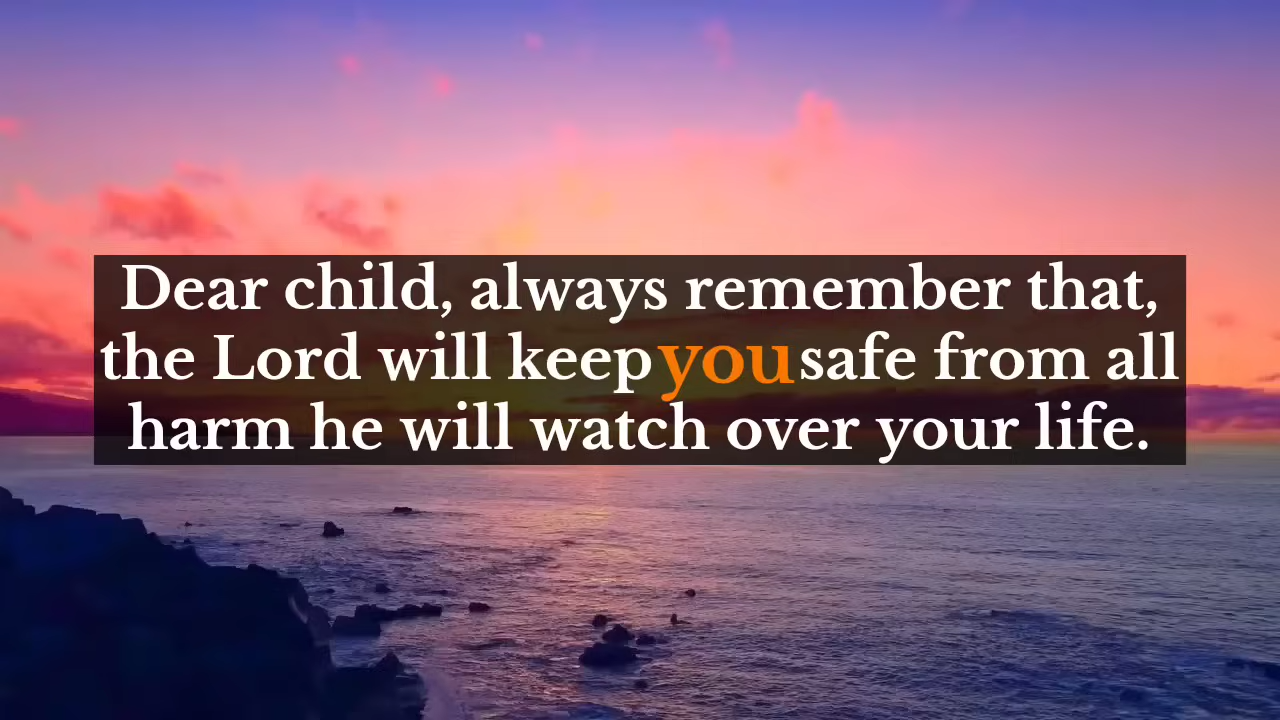 Dear child, always remember that,
the Lord will keep you safe from all
harm he will watch over your life.